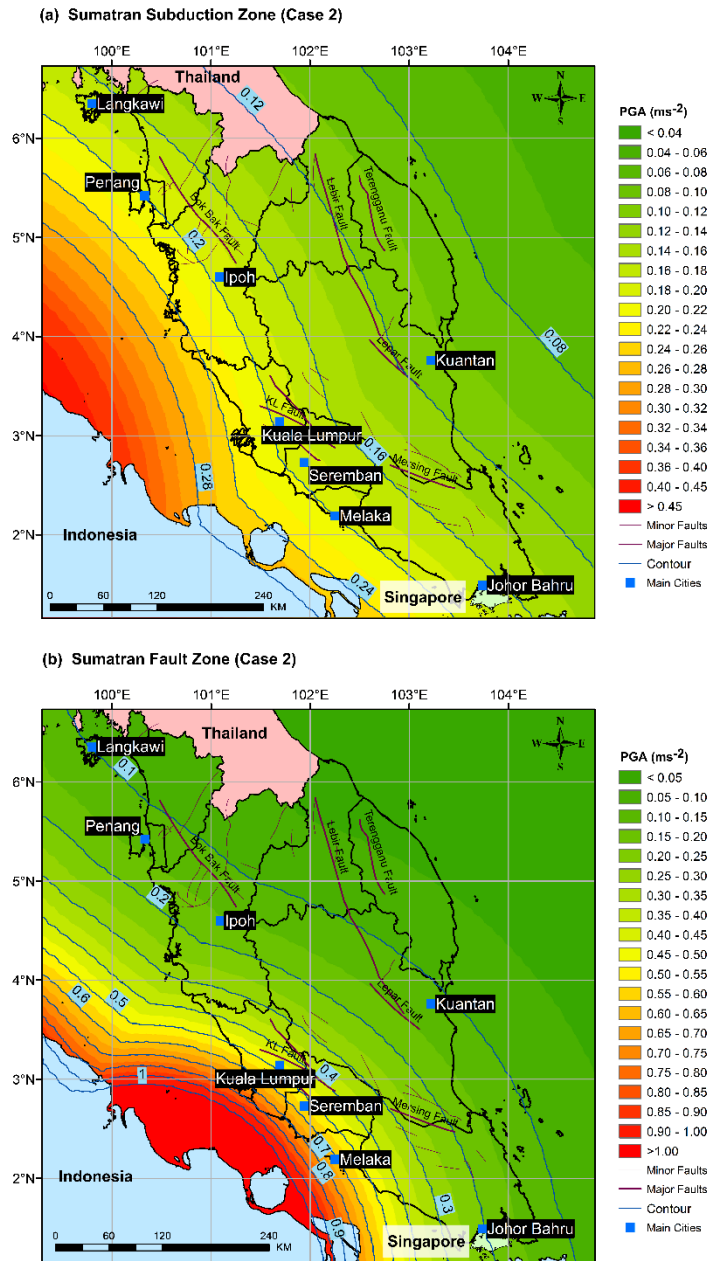 (a) Sumatran Subduction Zone (Case 2)
100°E 101°E 102°E 103°E 104°E
Thailand
0.12
N
W E
S
Langkawi
6°N
Penang
Bok Bak Fault
Lebir Fault
Terengganu Fault
5°N
0.2
Ipoh
4°N
0.08
Kuantan
Lepar Fault
KL Fault
3°N
Kuala Lumpur
0.16
Seremban
Mersing Fault
0.28
2°N
Melaka
Indonesia
0.24
Singapore
Johor Bahru
0 60 120 240
KM
PGA (ms-2)
< 0.04
0.04 - 0.06
0.06 - 0.08
0.08 - 0.10
0.10 - 0.12
0.12 - 0.14
0.14 - 0.16
0.16 - 0.18
0.18 - 0.20
0.20 - 0.22
0.22 - 0.24
0.24 - 0.26
0.26 - 0.28
0.28 - 0.30
0.30 - 0.32
0.32 - 0.34
0.34 - 0.36
0.36 - 0.40
0.40 - 0.45
> 0.45
Minor Faults
Major Faults
Contour
Main Cities
(b) Sumatran Fault Zone (Case 2)
100°E 101°E 102°E 103°E 104°E
Thailand
N
W E
S
Langkawi
0.1
6°N
Penang
Bok Bak Fault
Lebir Fault
Terengganu Fault
5°N
0.2
Ipoh
4°N
Kuantan
Lepar Fault
0.6
0.5
KL Fault
0.4
3°N
1
Kuala Lumpur
Seremban
Mersing Fault
0.7
2°N
Melaka
0.8
Indonesia
0.3
0.9
Singapore
Johor Bahru
0 60 120 240
KM
PGA (ms-2)
< 0.05
0.05 - 0.10
0.10 - 0.15
0.15 - 0.20
0.20 - 0.25
0.25 - 0.30
0.30 - 0.35
0.35 - 0.40
0.40 - 0.45
0.45 - 0.50
0.50 - 0.55
0.55 - 0.60
0.60 - 0.65
0.65 - 0.70
0.70 - 0.75
0.75 - 0.80
0.80 - 0.85
0.85 - 0.90
0.90 - 1.00
>1.00
Minor Faults
Major Faults
Contour
Main Cities